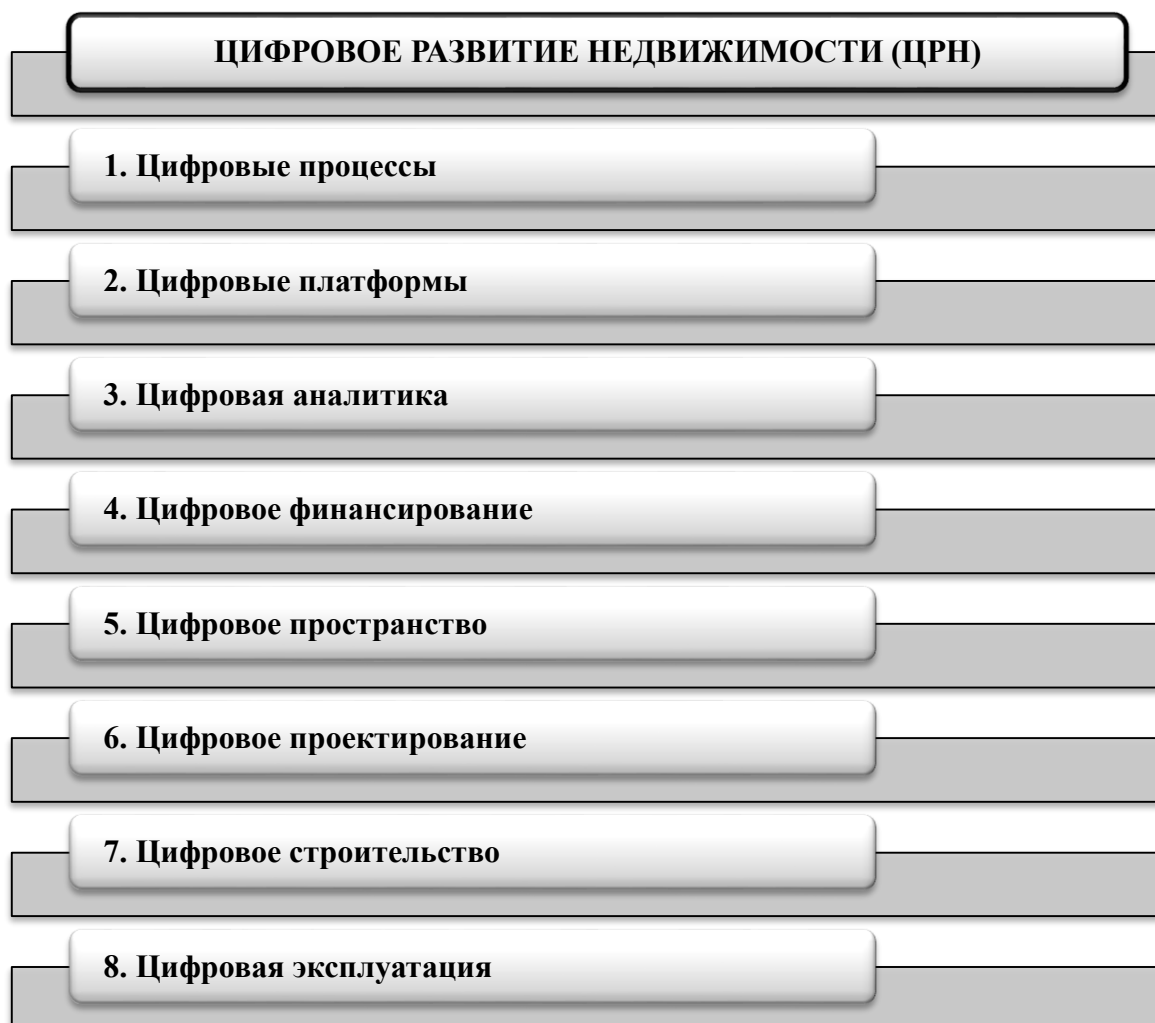 ЦИФРОВОЕ РАЗВИТИЕ НЕДВИЖИМОСТИ (ЦРН)
1. Цифровые процессы
2. Цифровые платформы
3. Цифровая аналитика
4. Цифровое финансирование
5. Цифровое пространство
6. Цифровое проектирование
7. Цифровое строительство
8. Цифровая эксплуатация